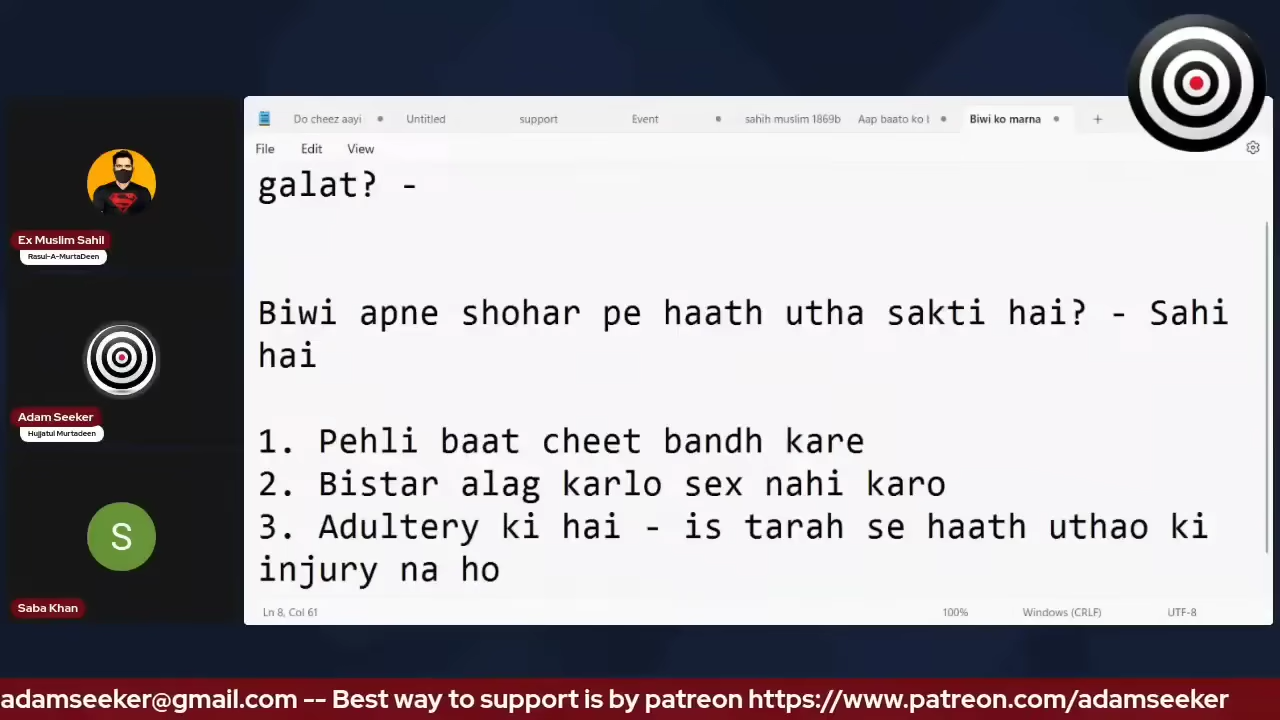 Do cheez aayi
Untitled
support
Event
sahih muslim 1869b
Aap baato ko l
Biwi ko marna
File Edit View
galat? -
Biwi apne shohar pe haath utha sakti hai? - Sahi
hai
1. Pehli baat cheet bandh kare
2. Bistar alag karlo sex nahi karo
3. Adultery ki hai - is tarah se haath uthao ki
injury na ho
Ln 8, Col 61
100%
Windows (CRLF)
UTF-8
Ex Muslim Sahil
Rasul-A-MurtaDeen
Adam Seeker
Hujjatul Murtadeen
S
Saba Khan
adamseeker@gmail.com -- Best way to support is by patreon https://www.patreon.com/adamseeker